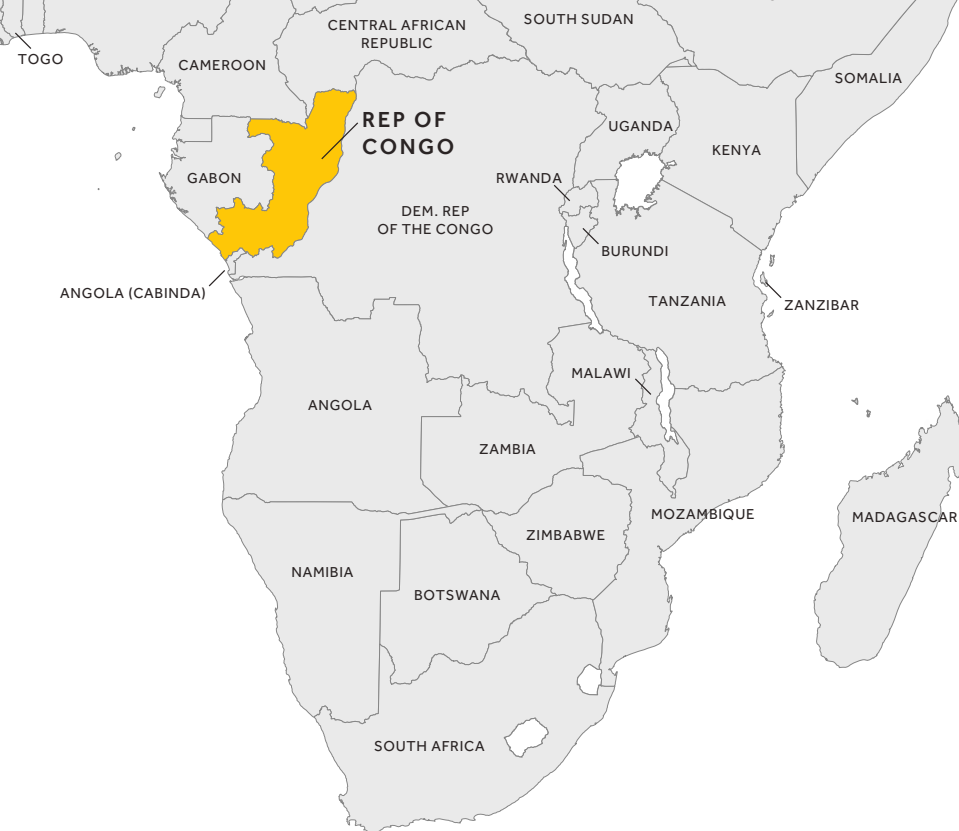 CENTRAL AFRICAN
REPUBLIC
SOUTH SUDAN
TOGO
CAMEROON
SOMALIA
REP OF
CONGO
UGANDA
KENYA
GABON
RWANDA
DEM. REP
OF THE CONGO
BURUNDI
ANGOLA (CABINDA)
TANZANIA
ZANZIBAR
MALAWI
ANGOLA
ZAMBIA
MOZAMBIQUE
MADAGASCAR
ZIMBABWE
NAMIBIA
BOTSWANA
SOUTH AFRICA